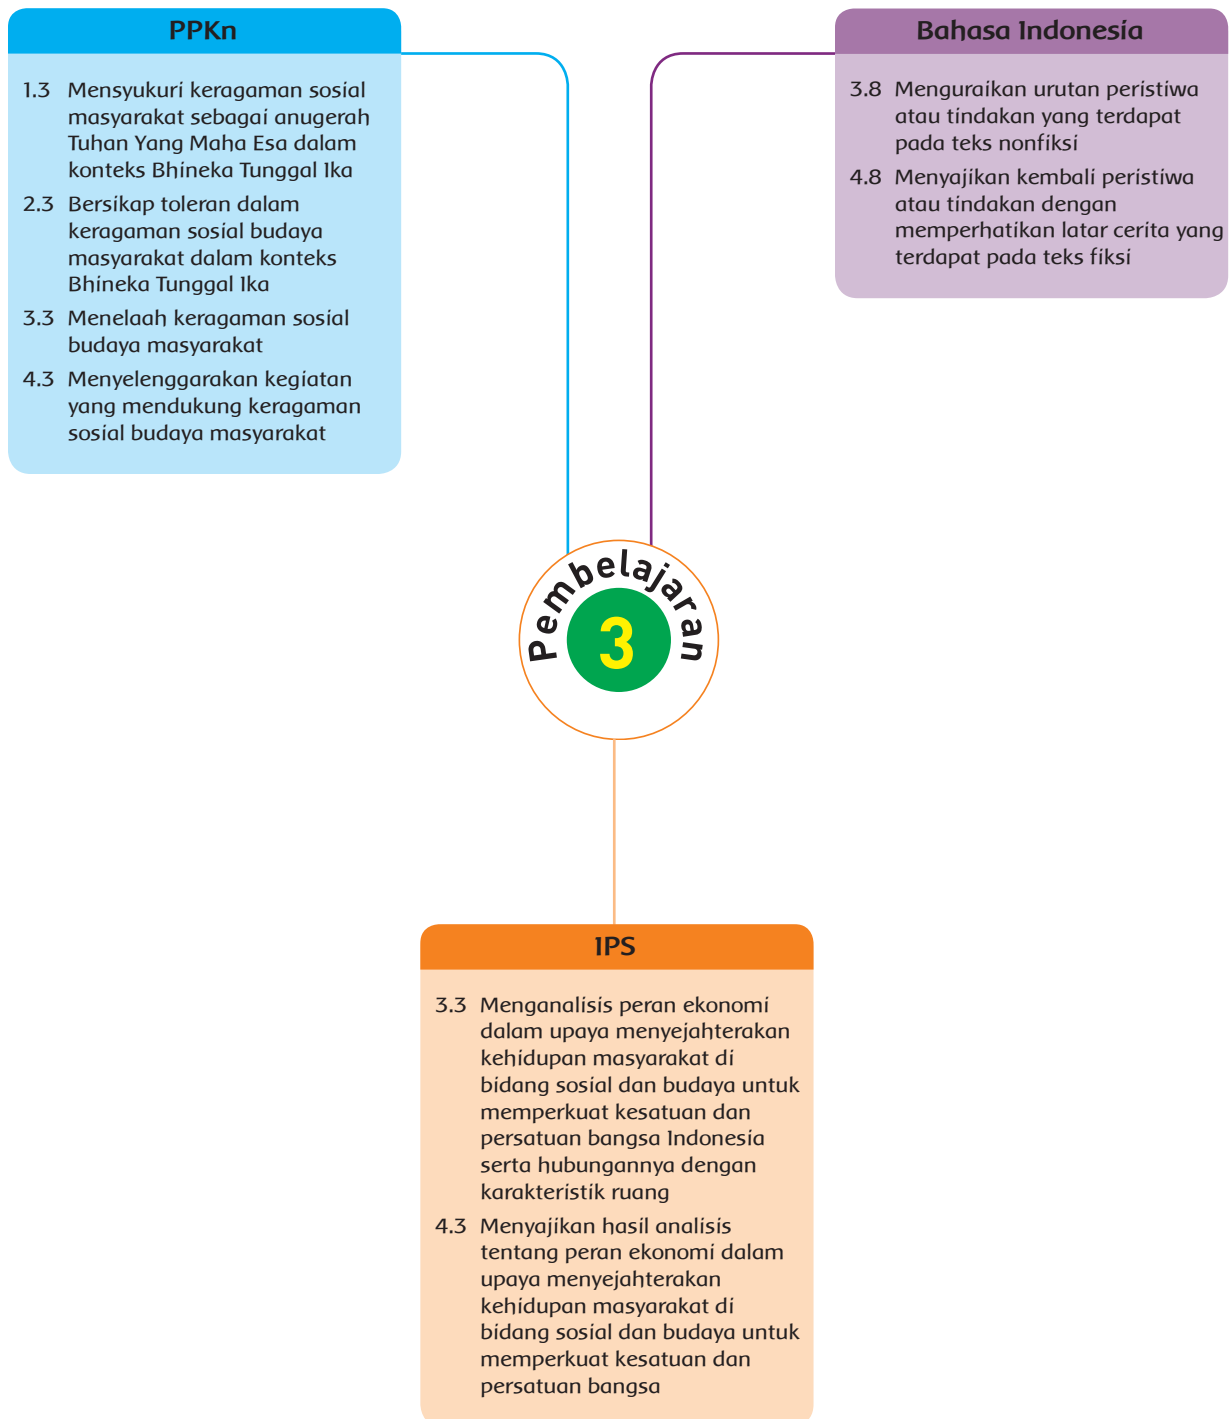 PPKn
1.3 Mensyukuri keragaman sosial
masyarakat sebagai anugerah
Tuhan Yang Maha Esa dalam
konteks Bhineka Tunggal Ika
2.3 Bersikap toleran dalam
keragaman sosial budaya
masyarakat dalam konteks
Bhineka Tunggal Ika
3.3 Menelaah keragaman sosial
budaya masyarakat
4.3 Menyelenggarakan kegiatan
yang mendukung keragaman
sosial budaya masyarakat
Bahasa Indonesia
3.8 Menguraikan urutan peristiwa
atau tindakan yang terdapat
pada teks nonfiksi
4.8 Menyajikan kembali peristiwa
atau tindakan dengan
memperhatikan latar cerita yang
terdapat pada teks fiksi
Pembelajaran
3
IPS
3.3 Menganalisis peran ekonomi
dalam upaya menyejahterakan
kehidupan masyarakat di
bidang sosial dan budaya untuk
memperkuat kesatuan dan
persatuan bangsa Indonesia
serta hubungannya dengan
karakteristik ruang
4.3 Menyajikan hasil analisis
tentang peran ekonomi dalam
upaya menyejahterakan
kehidupan masyarakat di
bidang sosial dan budaya untuk
memperkuat kesatuan dan
persatuan bangsa